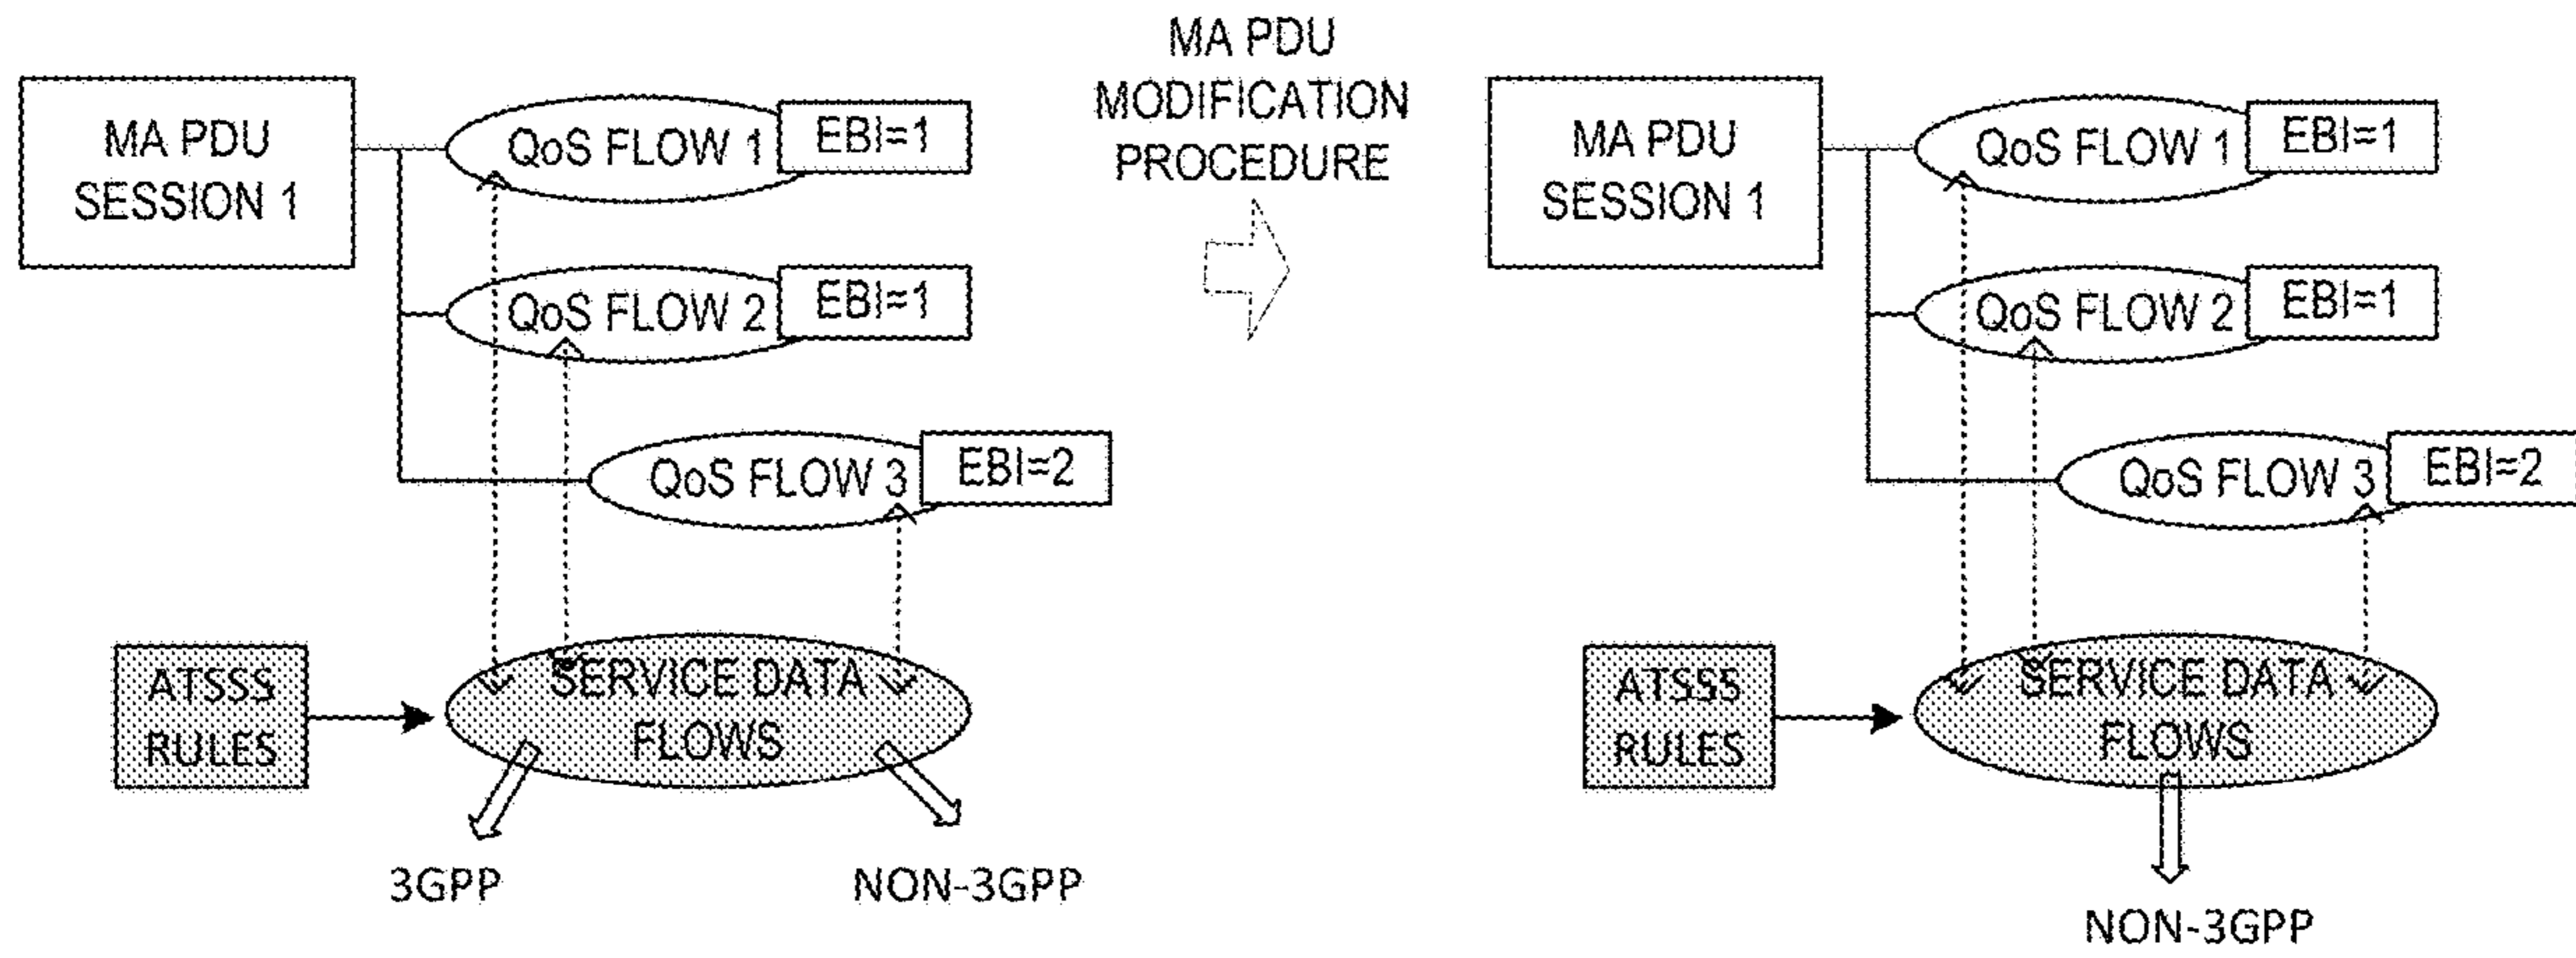 MA PDU
SESSION 1
QoS FLOW 1
EBI=1
QoS FLOW 2
EBI=1
QoS FLOW 3
EBI=2
ATSSS
RULES
SERVICE DATA
FLOWS
3GPP
NON-3GPP
MA PDU
MODIFICATION
PROCEDURE
MA PDU
SESSION 1
QoS FLOW 1
EBI=1
QoS FLOW 2
EBI=1
QoS FLOW 3
EBI=2
ATSSS
RULES
SERVICE DATA
FLOWS
NON-3GPP